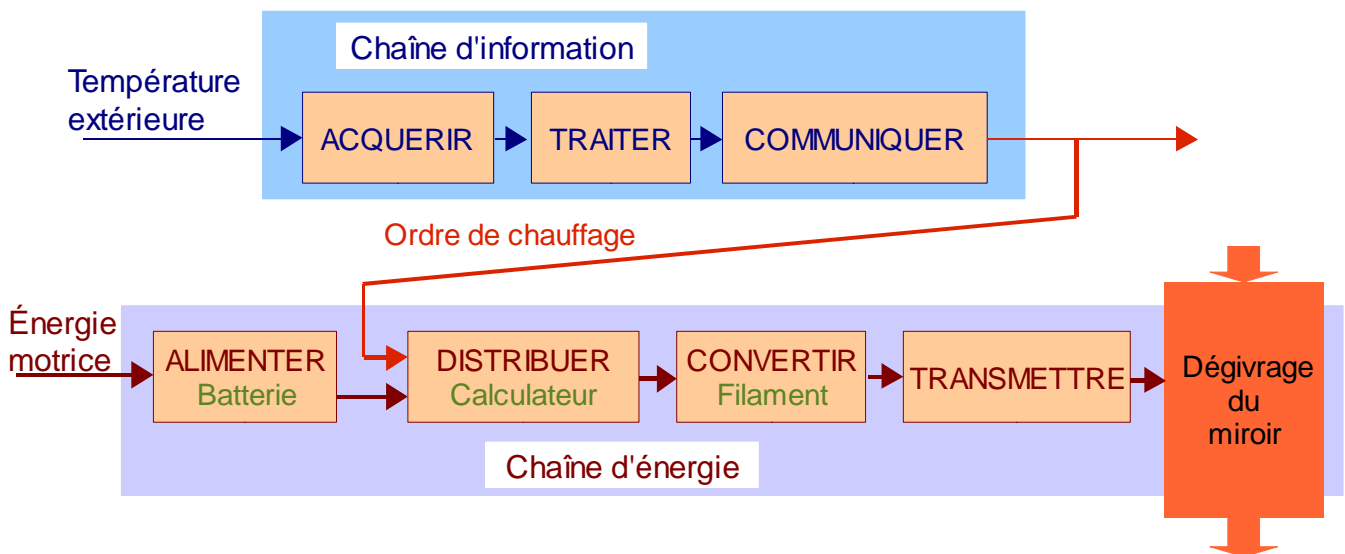 Chaîne d'information
Température
extérieure
ACQUERIR
TRAITER
COMMUNIQUER
Ordre de chauffage
Énergie
motrice
ALIMENTER
Batterie
DISTRIBUER
Calculateur
CONVERTIR
Filament
TRANSMETTRE
Dégivrage
du
miroir
Chaîne d'énergie